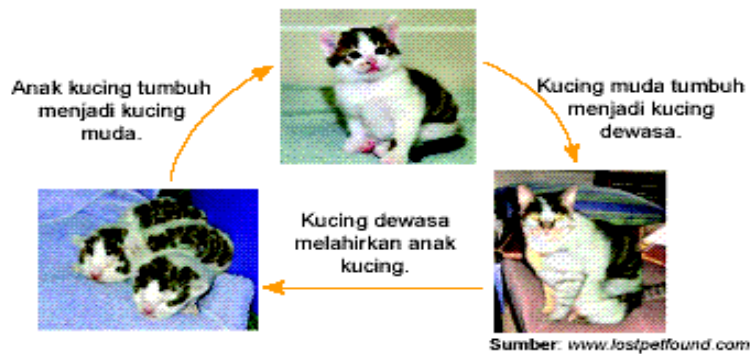 Anak kucing tumbuh
menjadi kucing
muda.
Kucing muda tumbuh
menjadi kucing
dewasa.
Kucing dewasa
melahirkan anak
kucing.
Sumber: www.lostpetfound.com